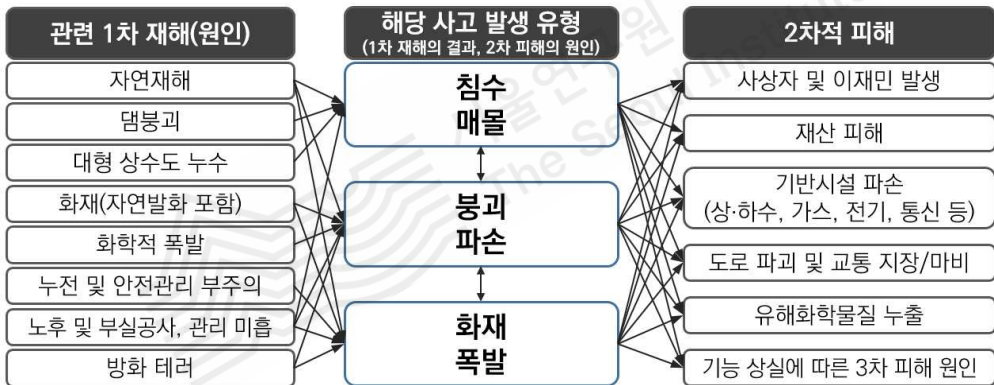 관련 1차 재해(원인)
자연재해
댐붕괴
대형 상수도 누수
화재(자연발화 포함)
화학적 폭발
누전 및 안전관리 부주의
노후 및 부실공사, 관리 미흡
방화 테러
해당 사고 발생 유형
(1차 재해의 결과, 2차 피해의 원인)
침수
매몰
붕괴
파손
화재
폭발
2차적 피해
사상자 및 이재민 발생
재산 피해
기반시설 파손
(상·하수, 가스, 전기, 통신 등)
도로 파괴 및 교통 지장/마비
유해화학물질 누출
기능 상실에 따른 3차 피해 원인
서울연구원
The Seoul Institute